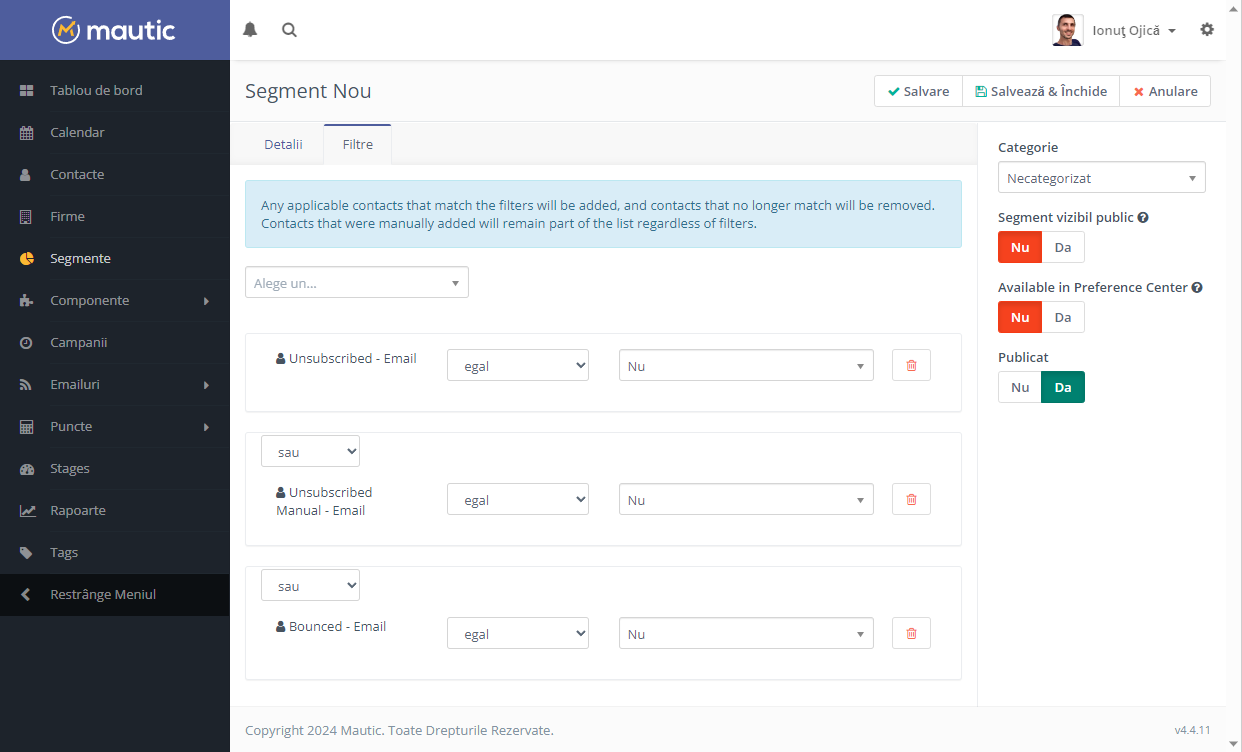 mautic
Ionuţ Ojică
Tablou de bord
Calendar
Contacte
Firme
Segmente
Componente
Campanii
Emailuri
Puncte
Stages
Rapoarte
Tags
Restrânge Meniul
Segment Nou
Salvare
Salvează & Închide
Anulare
Detalii
Filtre
Any applicable contacts that match the filters will be added, and contacts that no longer match will be removed.
Contacts that were manually added will remain part of the list regardless of filters.
Alege un...
Unsubscribed - Email
egal
Nu
sau
Unsubscribed
Manual - Email
egal
Nu
sau
Bounced - Email
egal
Nu
Categorie
Necategorizat
Segment vizibil public
Nu Da
Available in Preference Center
Nu Da
Publicat
Nu Da
Copyright 2024 Mautic. Toate Drepturile Rezervate.
v4.4.11